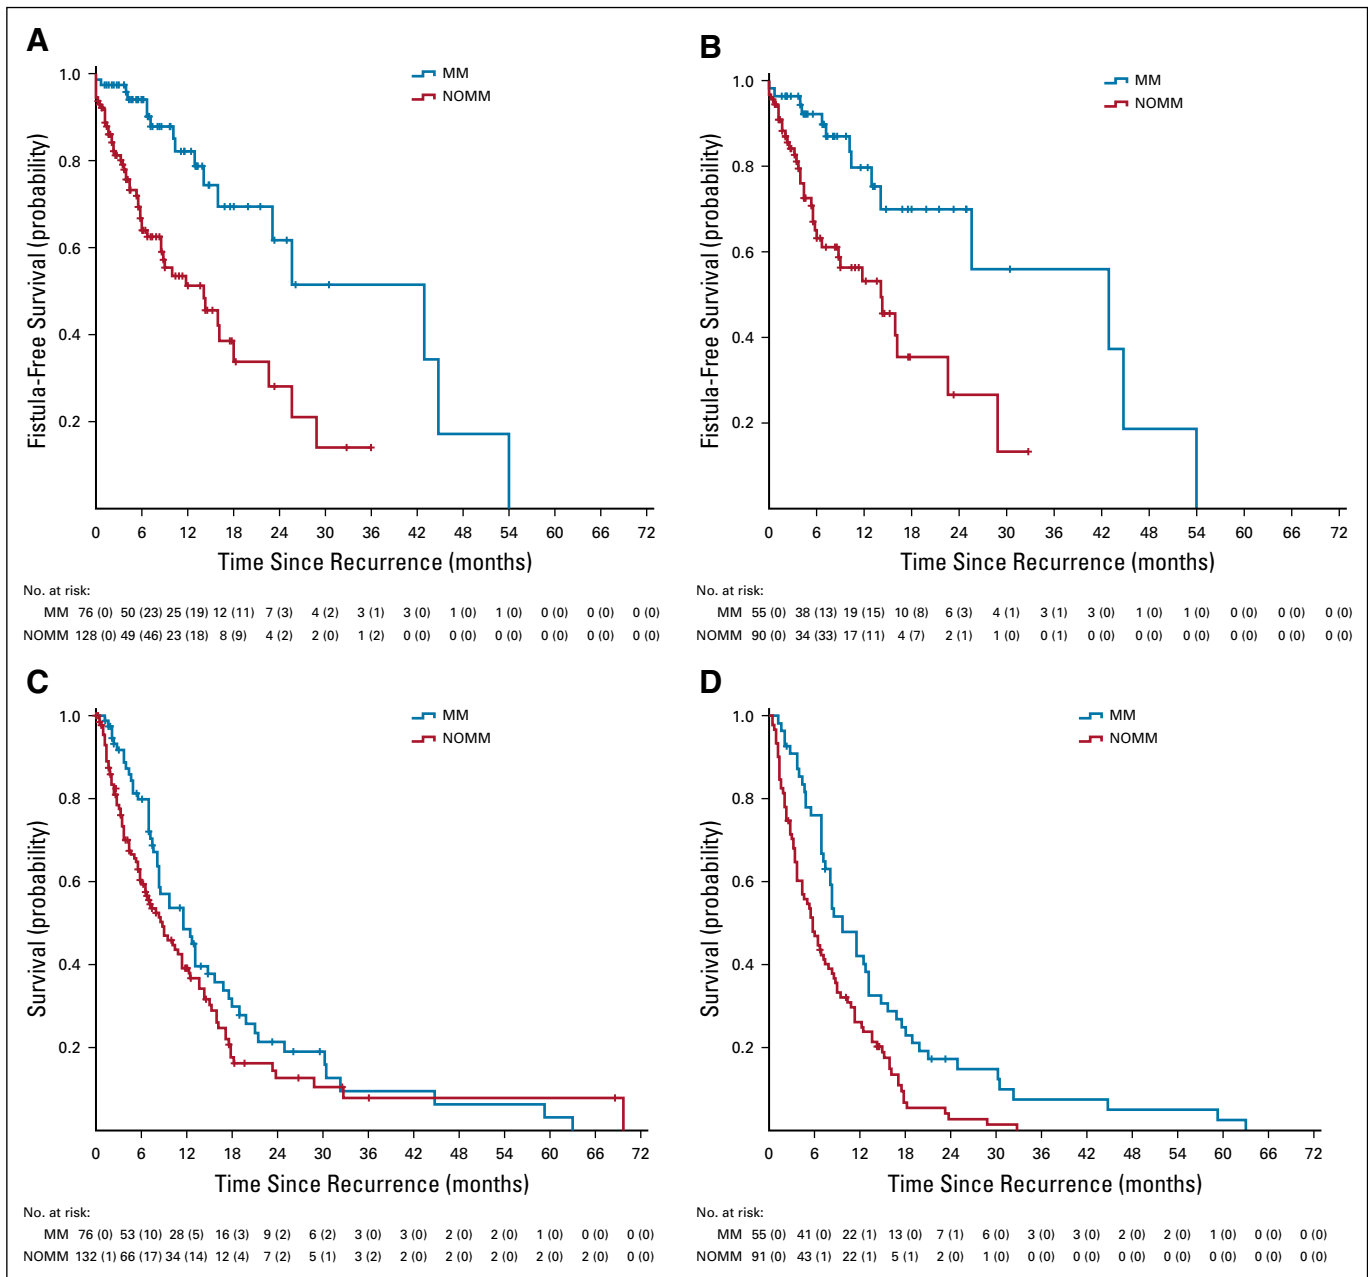 A
MM
NOMM
1.0
0.8
0.6
0.4
0.2
Fistula-Free Survival (probability)
0 6 12 18 24 30 36 42 48 54 60 66 72
Time Since Recurrence (months)
No. at risk:
MM 76 (0) 50 (23) 25 (19) 12 (11) 7 (3) 4 (2) 3 (1) 3 (0) 1 (0) 1 (0) 0 (0) 0 (0) 0 (0)
NOMM 128 (0) 49 (46) 23 (18) 8 (9) 4 (2) 2 (0) 1 (2) 0 (0) 0 (0) 0 (0) 0 (0) 0 (0) 0 (0)
B
MM
NOMM
1.0
0.8
0.6
0.4
0.2
Fistula-Free Survival (probability)
0 6 12 18 24 30 36 42 48 54 60 66 72
Time Since Recurrence (months)
No. at risk:
MM 55 (0) 38 (13) 19 (15) 10 (8) 6 (3) 4 (1) 3 (1) 3 (0) 1 (0) 1 (0) 0 (0) 0 (0) 0 (0)
NOMM 90 (0) 34 (33) 17 (11) 4 (7) 2 (1) 1 (0) 0 (1) 0 (0) 0 (0) 0 (0) 0 (0) 0 (0) 0 (0)
C
MM
NOMM
1.0
0.8
0.6
0.4
0.2
Survival (probability)
0 6 12 18 24 30 36 42 48 54 60 66 72
Time Since Recurrence (months)
No. at risk:
MM 76 (0) 53 (10) 28 (5) 16 (3) 9 (2) 6 (2) 3 (0) 3 (0) 2 (0) 2 (0) 1 (0) 0 (0) 0 (0)
NOMM 132 (1) 66 (17) 34 (14) 12 (4) 7 (2) 5 (1) 3 (2) 2 (0) 2 (0) 2 (0) 2 (0) 2 (0) 0 (0)
D
MM
NOMM
1.0
0.8
0.6
0.4
0.2
Survival (probability)
0 6 12 18 24 30 36 42 48 54 60 66 72
Time Since Recurrence (months)
No. at risk:
MM 55 (0) 41 (0) 22 (1) 13 (0) 7 (1) 6 (0) 3 (0) 3 (0) 2 (0) 2 (0) 1 (0) 0 (0) 0 (0)
NOMM 91 (0) 43 (1) 22 (1) 5 (1) 2 (0) 1 (0) 0 (0) 0 (0) 0 (0) 0 (0) 0 (0) 0 (0) 0 (0)